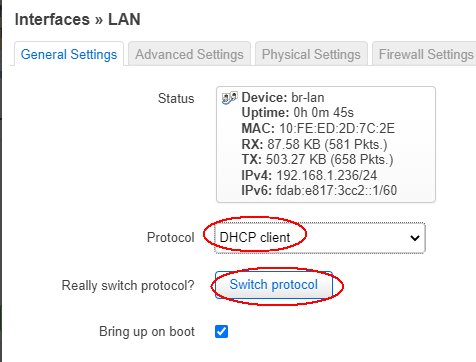 Interfaces » LAN
General Settings Advanced Settings Physical Settings Firewall Settings
Status
Device: br-lan
Uptime: 0h 0m 45s
MAC: 10:FE:ED:2D:7C:2E
RX: 87.58 KB (581 Pkts.)
TX: 503.27 KB (658 Pkts.)
IPv4: 192.168.1.236/24
IPv6: fdab:e817:3cc2::1/60
Protocol DHCP client
Really switch protocol? Switch protocol
Bring up on boot